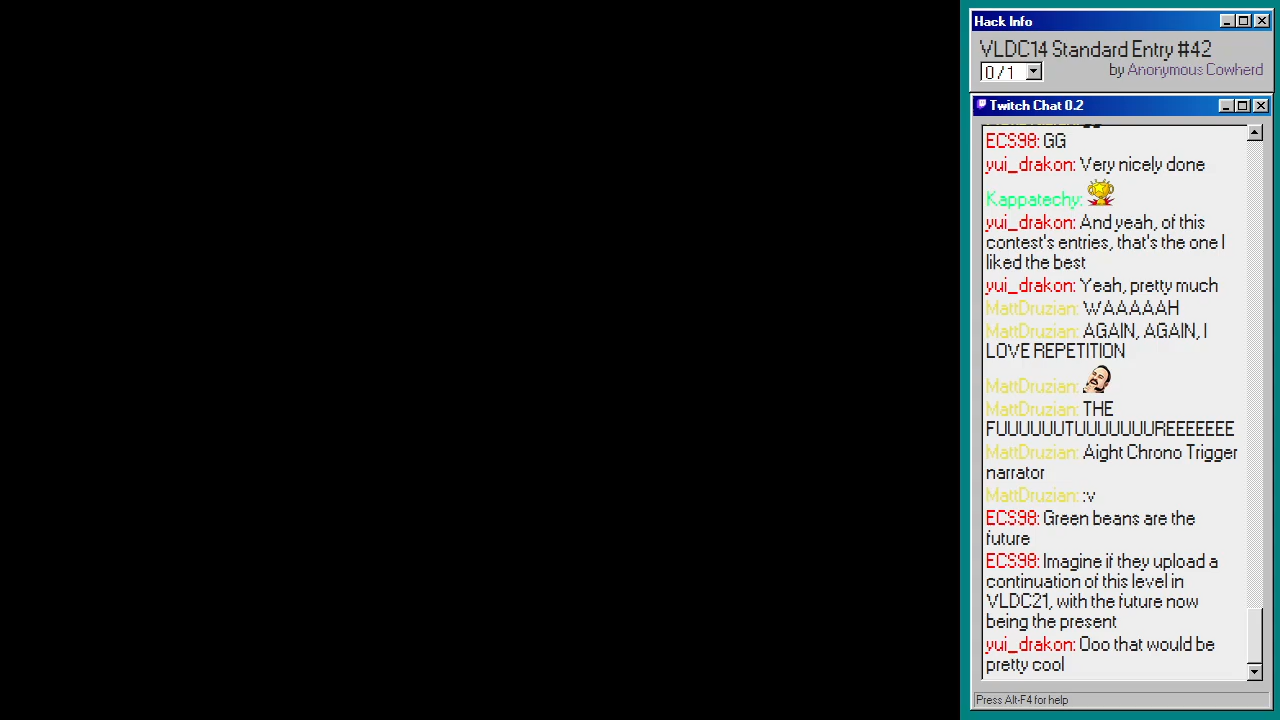 Hack Info
VLDC14 Standard Entry #42
0/1
by Anonymous Cowherd
Twitch Chat 0.2
ECS98: GG
yui_drakon: Very nicely done
Kappatechy:
yui_drakon: And yeah, of this
contest's entries, that's the one I
liked the best
yui_drakon: Yeah, pretty much
MattDruzian: WAAAAAH
MattDruzian: AGAIN, AGAIN, I
LOVE REPETITION
MattDruzian:
MattDruzian: THE
FUUUUUUTUUUUUUUREEEEEEE
MattDruzian: Aight Chrono Trigger
narrator
MattDruzian: :v
ECS98: Green beans are the
future
ECS98: Imagine if they upload a
continuation of this level in
VLDC21, with the future now
being the present
yui_drakon: Ooo that would be
pretty cool
Press Alt-F4 for help